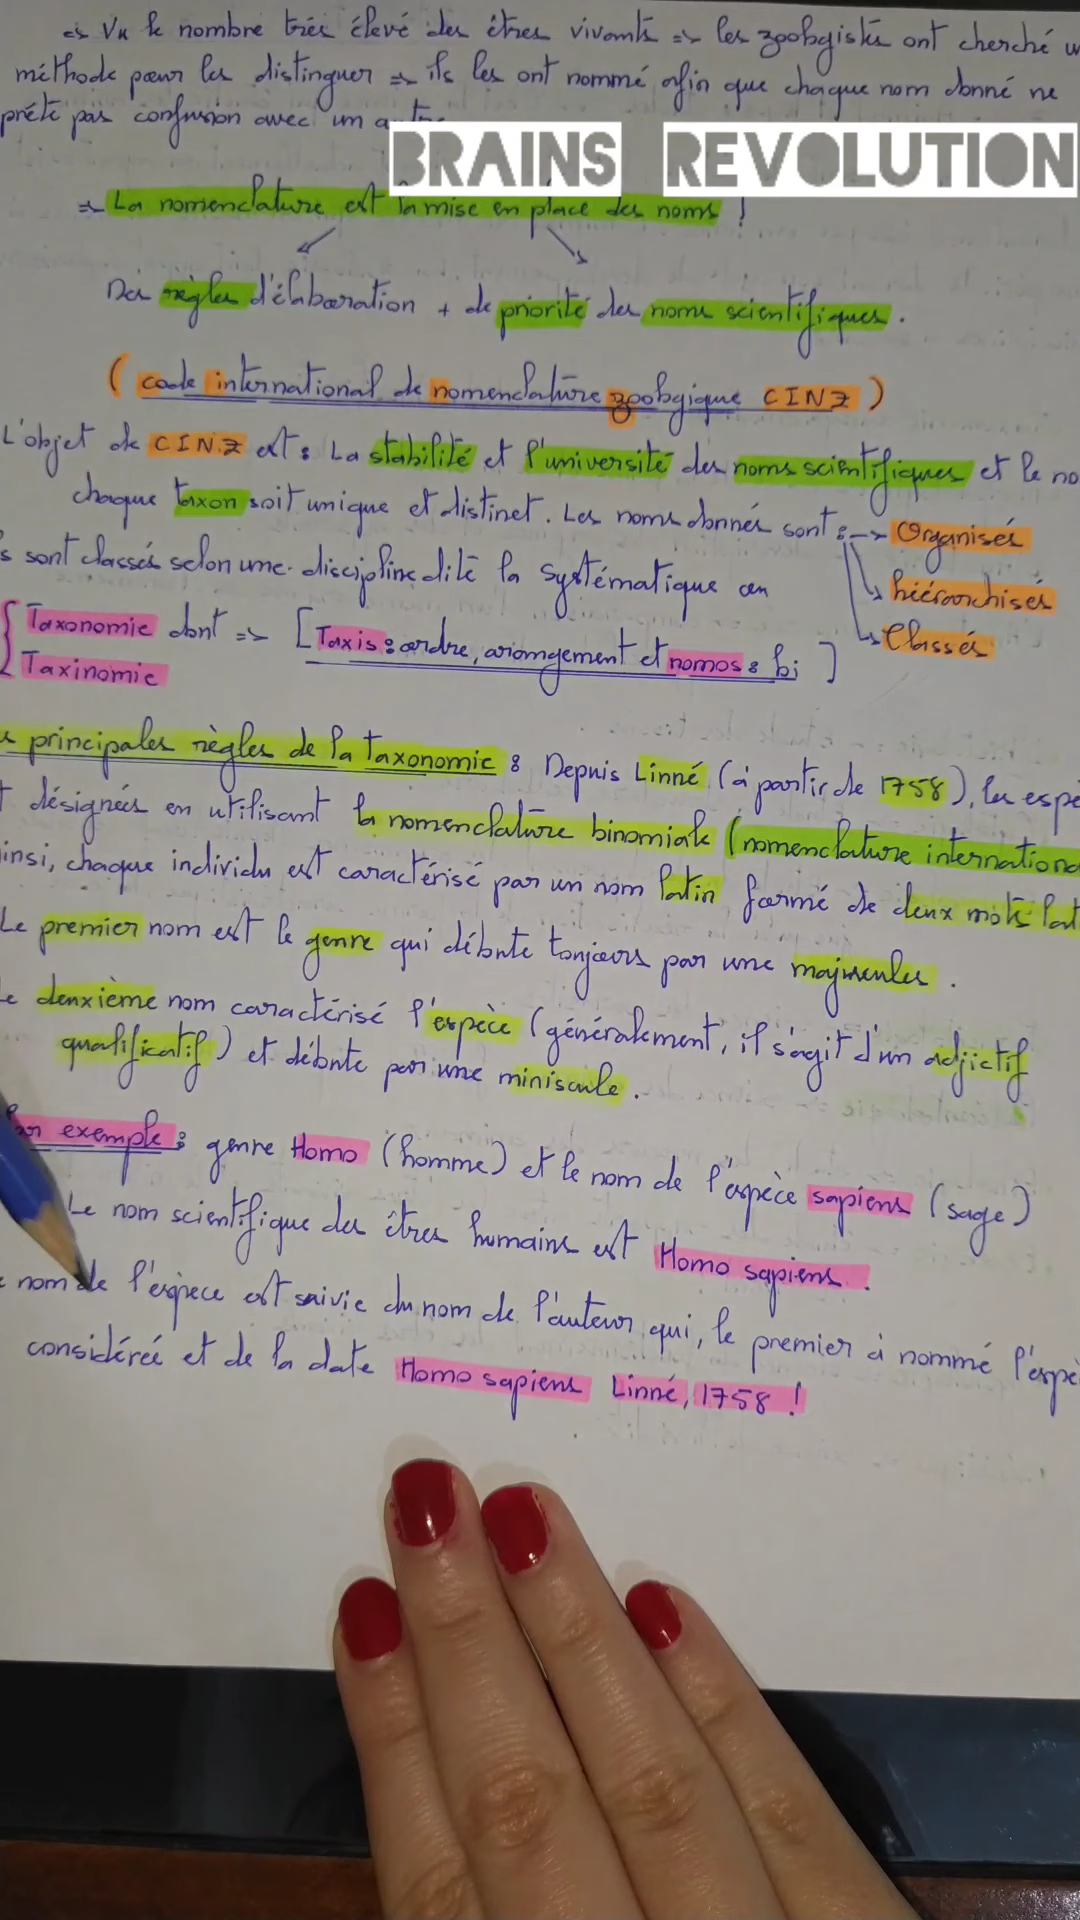 => Vu le nombre trés élevé des êtres vivants => les zoologistes ont cherché
méthode pour les distinguer => ils les ont nommé afin que chaque nom donné ne
prété pas confusion avec un
BRAINS REVOLUTION
=> La nomenclature est la mise en place des noms !
Des règles d'élaboration + de priorité des noms scientifiques.
(code international de nomenclature zoologique CINZ)
L'objet de CINZ est : La stabilité et l'université des noms scientifiques et le
chaque taxon soit unique et distinct. Les noms donnés sont : -> Organisés
hiérarchisés
Classés
sont classés selon une discipline dite la systématique ou
Taxonomie dont => [Taxis : ordre, arrangement et nomos : loi]
Taxinomie
principales règles de la taxonomie : Depuis Linné (à partir de 1758), les
désignées en utilisant la nomenclature binomiale (nomenclature
chaque individu est caractérisé par un nom latin formé de deux mots
Le premier nom est le genre qui débute toujours par une majuscules.
deuxième nom caractérisé l'espèce (généralement, il s'agit d'un adjictif
qualificatif) et débute par une miniscule.
exemple : genre Homo (homme) et le nom de l'espèce sapiens (sage)
Le nom scientifique des êtres humains est Homo sapiens.
nom de l'espece est suivie du nom de l'auteur qui, le premier à nommé
considérée et de la date Homo sapiens Linné, 1758 !